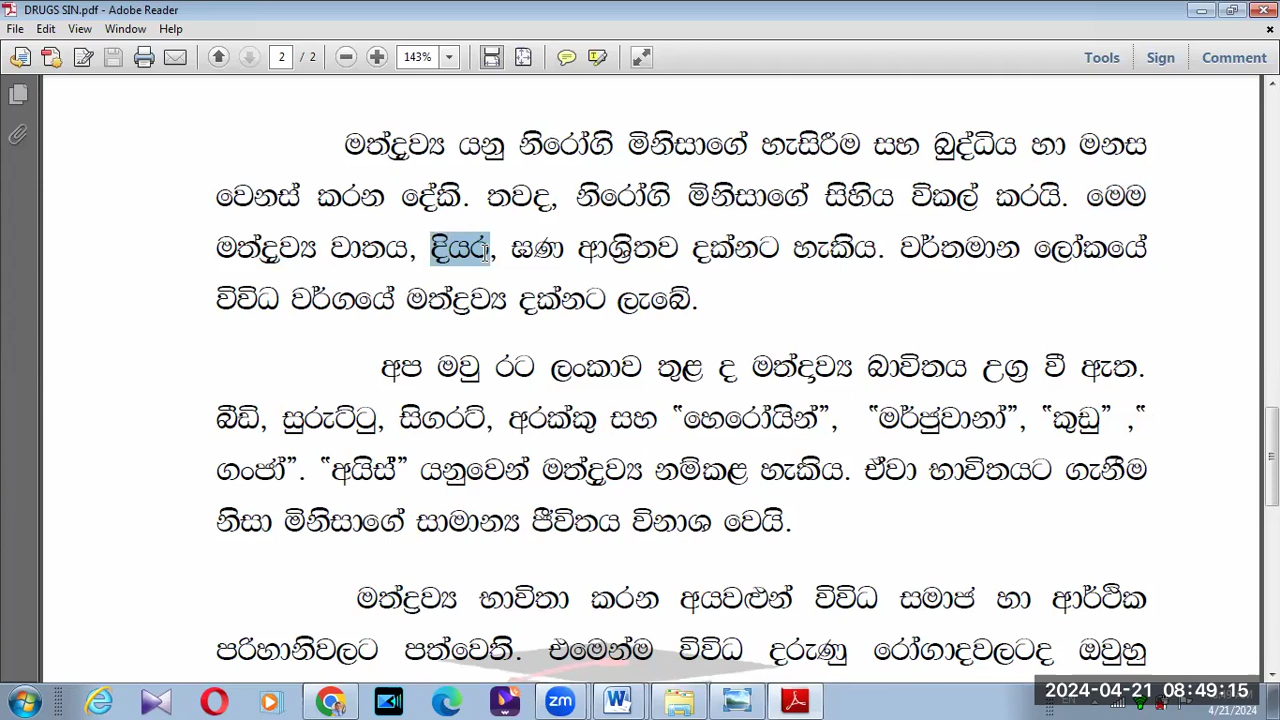 DRUGS SIN.pdf - Adobe Reader
File Edit View Window Help
2 / 2 143% Tools Sign Comment
මත්ද්‍රව්‍ය යනු නිරෝගි මිනිසාගේ හැසිරීම සහ බුද්ධිය හා මනස
වෙනස් කරන දේකි. තවද, නිරෝගි මිනිසාගේ සිහිය විකල් කරයි. මෙම
මත්ද්‍රව්‍ය වාතය, දියර, ඝණ ආශ්‍රිතව දක්නට හැකිය. වර්තමාන ලෝකයේ
විවිධ වර්ගයේ මත්ද්‍රව්‍ය දක්නට ලැබේ.
අප මවු රට ලංකාව තුළ ද මත්දාව්‍ය බාවිතය උග්‍ර වී ඇත.
බීඩි, සුරුට්ටු, සිගරට්, අරක්කු සහ “හෙරෝයින්”, “මර්ජුවානා්”, “කුඩු” ,“
ගංජා්”. “අයිස්” යනුවෙන් මත්ද්‍රව්‍ය නම්කළ හැකිය. ඒවා භාවිතයට ගැනීම
නිසා මිනිසාගේ සාමාන්‍ය ජීවිතය විනාශ වෙයි.
මත්ද්‍රව්‍ය භාවිතා කරන අයවළුන් විවිධ සමාජ හා ආර්ථික
පරිහානිවලට පත්වෙති. එමෙන්ම විවිධ දරුණු රෝගාදවලටද ඔවුහු
2024-04-21 08:49:15
4/21/2024